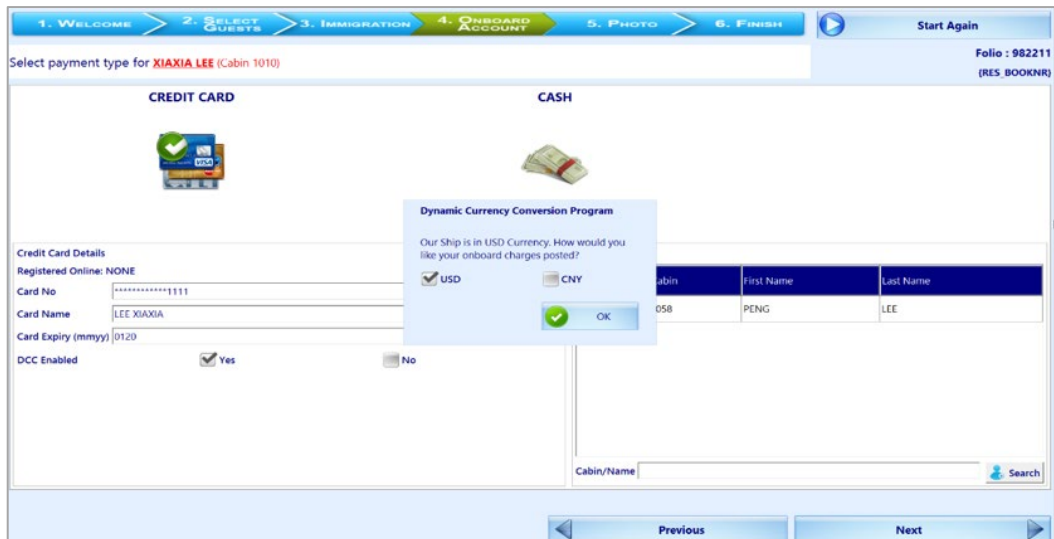 1. WELCOME
2. SELECT GUESTS
3. IMMIGRATION
4. ONBOARD ACCOUNT
5. PHOTO
6. FINISH
Start Again
Select payment type for XIAXIA LEE (Cabin 1010)
Folio : 982211
(RES_BOOKNR)
CREDIT CARD
CASH
VISA
Dynamic Currency Conversion Program
Our Ship is in USD Currency. How would you
like your onboard charges posted?
USD CNY
OK
Credit Card Details
Registered Online: NONE
Card No ************1111
Card Name LEE XIAXIA
Card Expiry (mmyy) 0120
DCC Enabled Yes No
abin First Name Last Name
058 PENG LEE
Cabin/Name Search
Previous Next